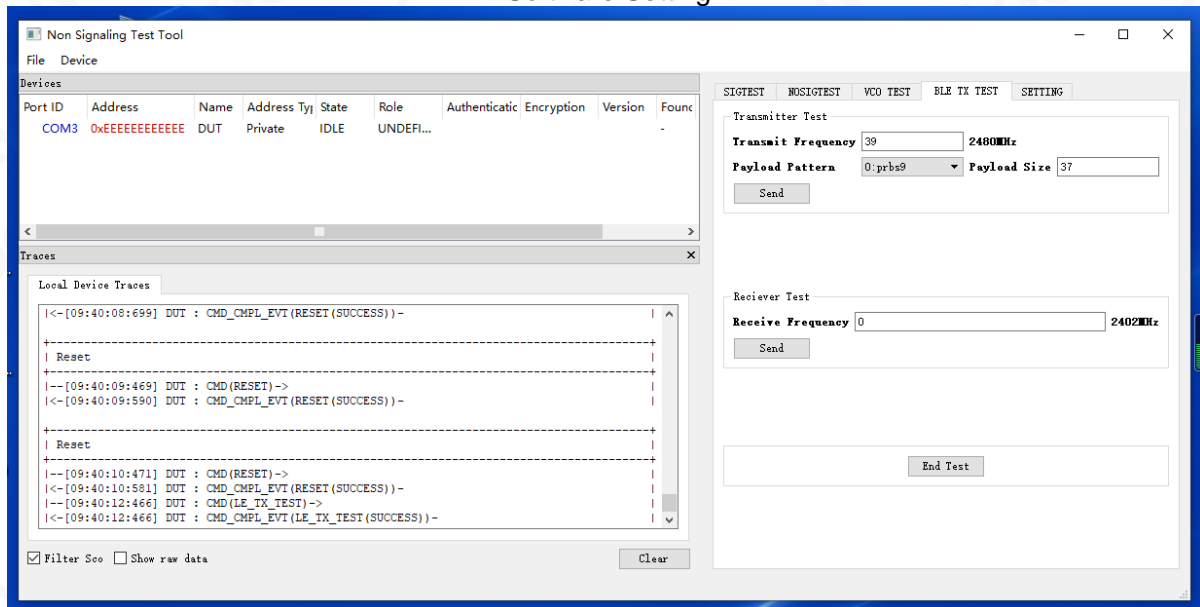 Non Signaling Test Tool
File Device
Devices
Port ID Address Name Address Ty State Role Authenticatic Encryption Version Founc
COM3 0xEEEEEEEEEEEE DUT Private IDLE UNDEFI... -
Traces
Local Device Traces
|<-[09:40:08:699] DUT : CMD_CMPL_EVT(RESET(SUCCESS))- |
+----------------------------------------------------------------------+
| Reset |
+----------------------------------------------------------------------+
|--[09:40:09:469] DUT : CMD(RESET)-> |
|<-[09:40:09:590] DUT : CMD_CMPL_EVT(RESET(SUCCESS))- |
+----------------------------------------------------------------------+
| Reset |
+----------------------------------------------------------------------+
|--[09:40:10:471] DUT : CMD(RESET)-> |
|<-[09:40:10:581] DUT : CMD_CMPL_EVT(RESET(SUCCESS))- |
|--[09:40:12:466] DUT : CMD(LE_TX_TEST)-> |
|<-[09:40:12:466] DUT : CMD_CMPL_EVT(LE_TX_TEST(SUCCESS))- |
Filter Sco Show raw data Clear
SIGTEST NOSIGTEST VCO TEST BLE TX TEST SETTING
Transmitter Test
Transmit Frequency 39 2480MHz
Payload Pattern 0:prbs9 Payload Size 37
Send
Reciever Test
Receive Frequency 0 2402MHz
Send
End Test